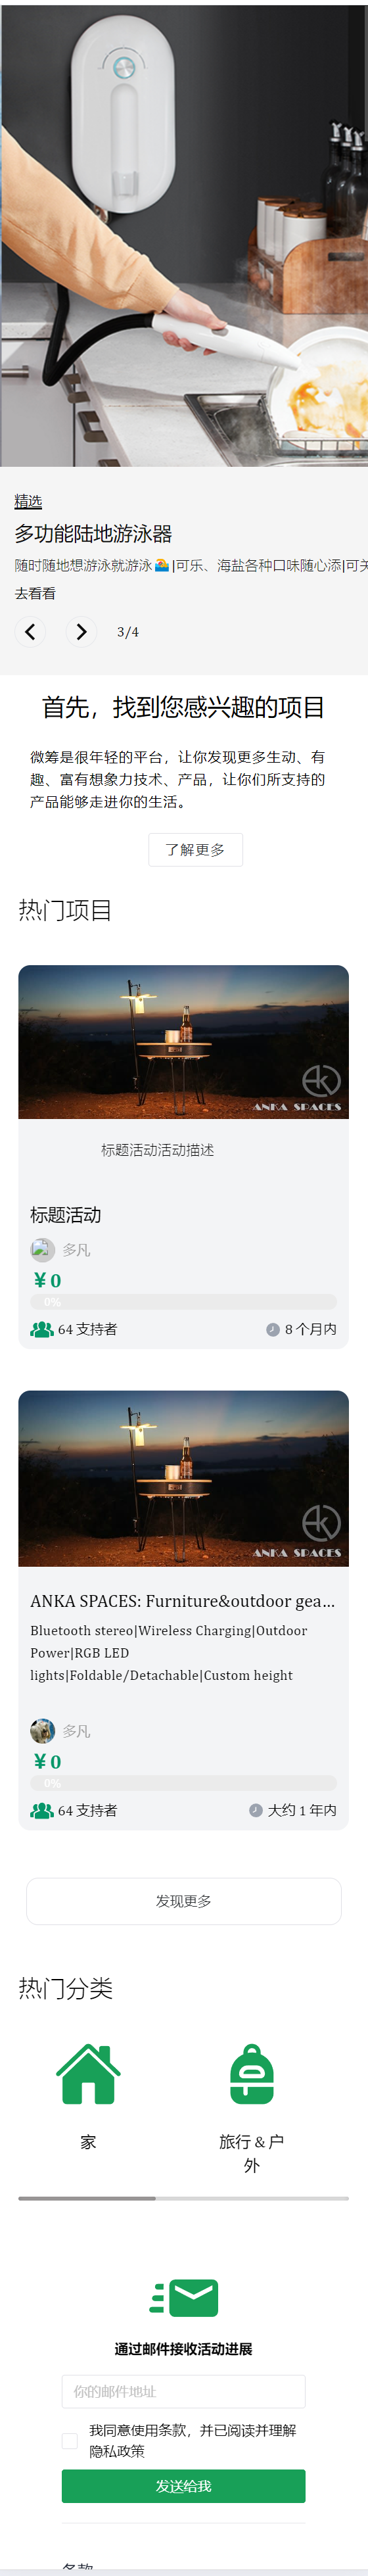 精选
多功能陆地游泳器
随时随地想游泳就游泳🏊|可乐、海盐各种口味随心添|可关
去看看
3/4
首先，找到您感兴趣的项目
微筹是很年轻的平台，让你发现更多生动、有
趣、富有想象力技术、产品，让你们所支持的
产品能够走进你的生活。
了解更多
热门项目
ANKA SPACES
标题活动活动描述
标题活动
多凡
￥0
0%
64 支持者
8 个月内
ANKA SPACES
ANKA SPACES: Furniture&outdoor gea...
Bluetooth stereo|Wireless Charging|Outdoor
Power|RGB LED
lights|Foldable/Detachable|Custom height
多凡
￥0
0%
64 支持者
大约 1 年内
发现更多
热门分类
家
旅行 & 户
外
通过邮件接收活动进展
你的邮件地址
我同意使用条款，并已阅读并理解
隐私政策
发送给我